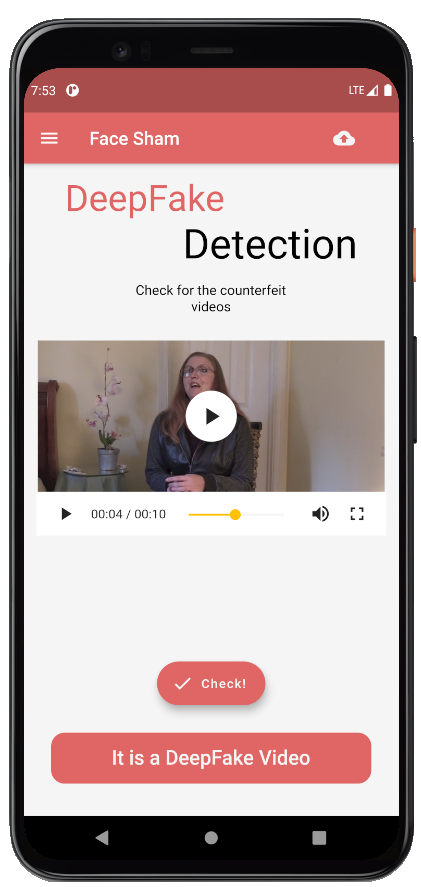 7:53 LTE
Face Sham
DeepFake
Detection
Check for the counterfeit
videos
00:04 / 00:10
Check!
It is a DeepFake Video